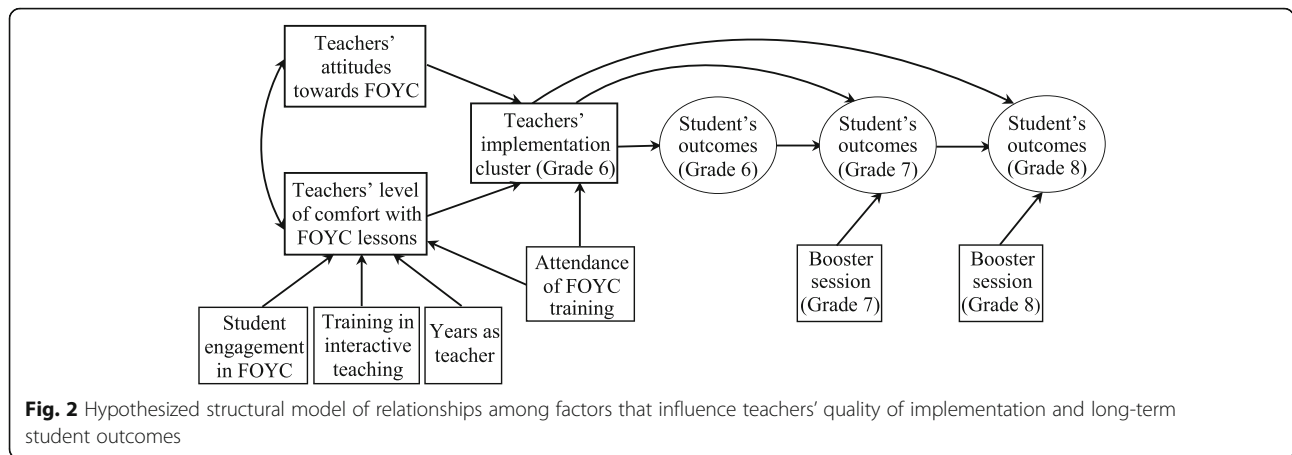 Teachers'
attitudes
towards FOYC
Teachers'
implementation
cluster (Grade 6)
Student's
outcomes
(Grade 6)
Student's
outcomes
(Grade 7)
Student's
outcomes
(Grade 8)
Teachers' level
of comfort with
FOYC lessons
Attendance
of FOYC
training
Booster
session
(Grade 7)
Booster
session
(Grade 8)
Student
engagement
in FOYC
Training in
interactive
teaching
Years as
teacher
Fig. 2 Hypothesized structural model of relationships among factors that influence teachers' quality of implementation and long-term
student outcomes